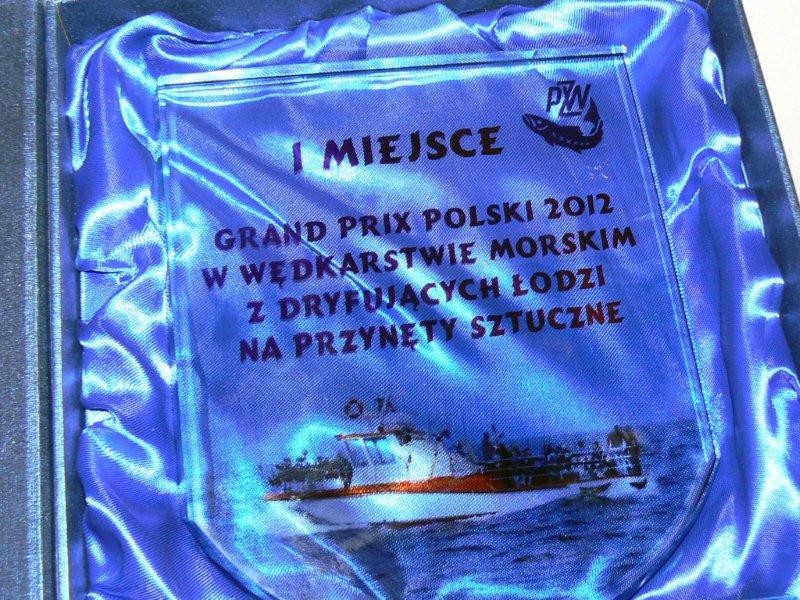 PZW
I MIEJSCE
GRAND PRIX POLSKI 2012
W WĘDKARSTWIE MORSKIM
Z DRYFUJĄCYCH ŁODZI
NA PRZYNĘTY SZTUCZNE